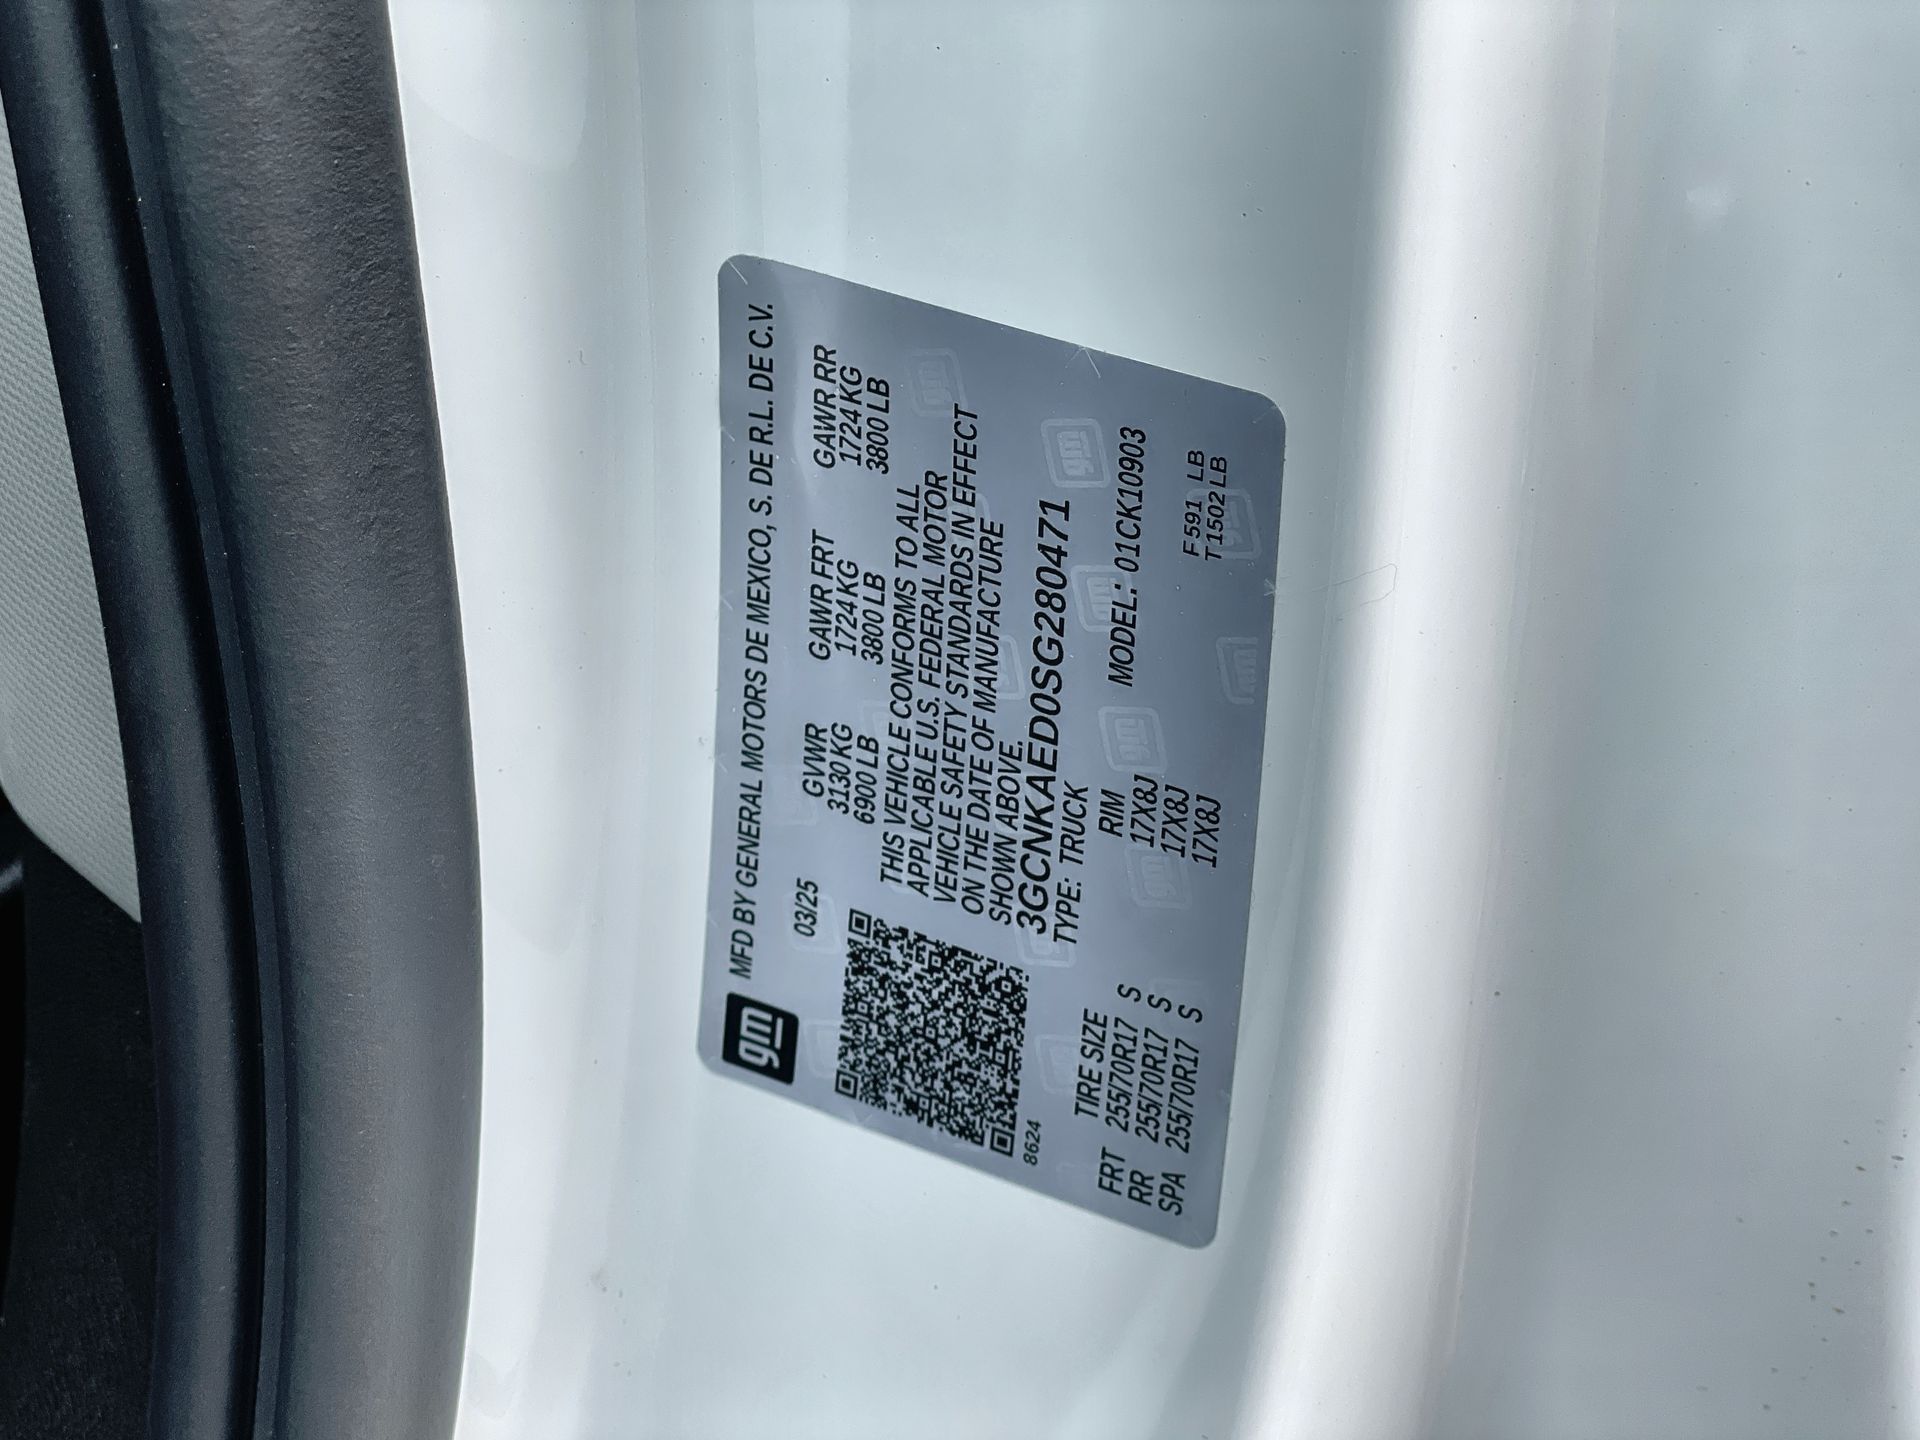 gm MFD BY GENERAL MOTORS DE MEXICO, S. DE R.L. DE C.V.
03/25 GVWR GAWR FRT GAWR RR
3130 KG 1724 KG 1724 KG
6900 LB 3800 LB 3800 LB
THIS VEHICLE CONFORMS TO ALL
APPLICABLE U.S. FEDERAL MOTOR
VEHICLE SAFETY STANDARDS IN EFFECT
ON THE DATE OF MANUFACTURE
SHOWN ABOVE.
3GCNKAED0SG280471
8624 TYPE: TRUCK
TIRE SIZE RIM MODEL: 01CK10903
FRT 255/70R17 S 17X8J
RR 255/70R17 S 17X8J F 591 LB
SPA 255/70R17 S 17X8J T 1502 LB